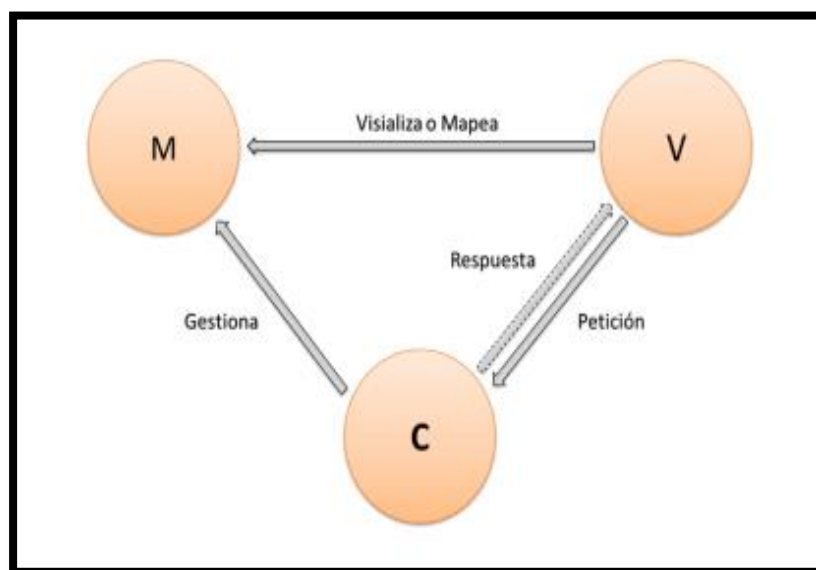 M
Visializa o Mapea
V
Respuesta
Gestiona
Petición
C